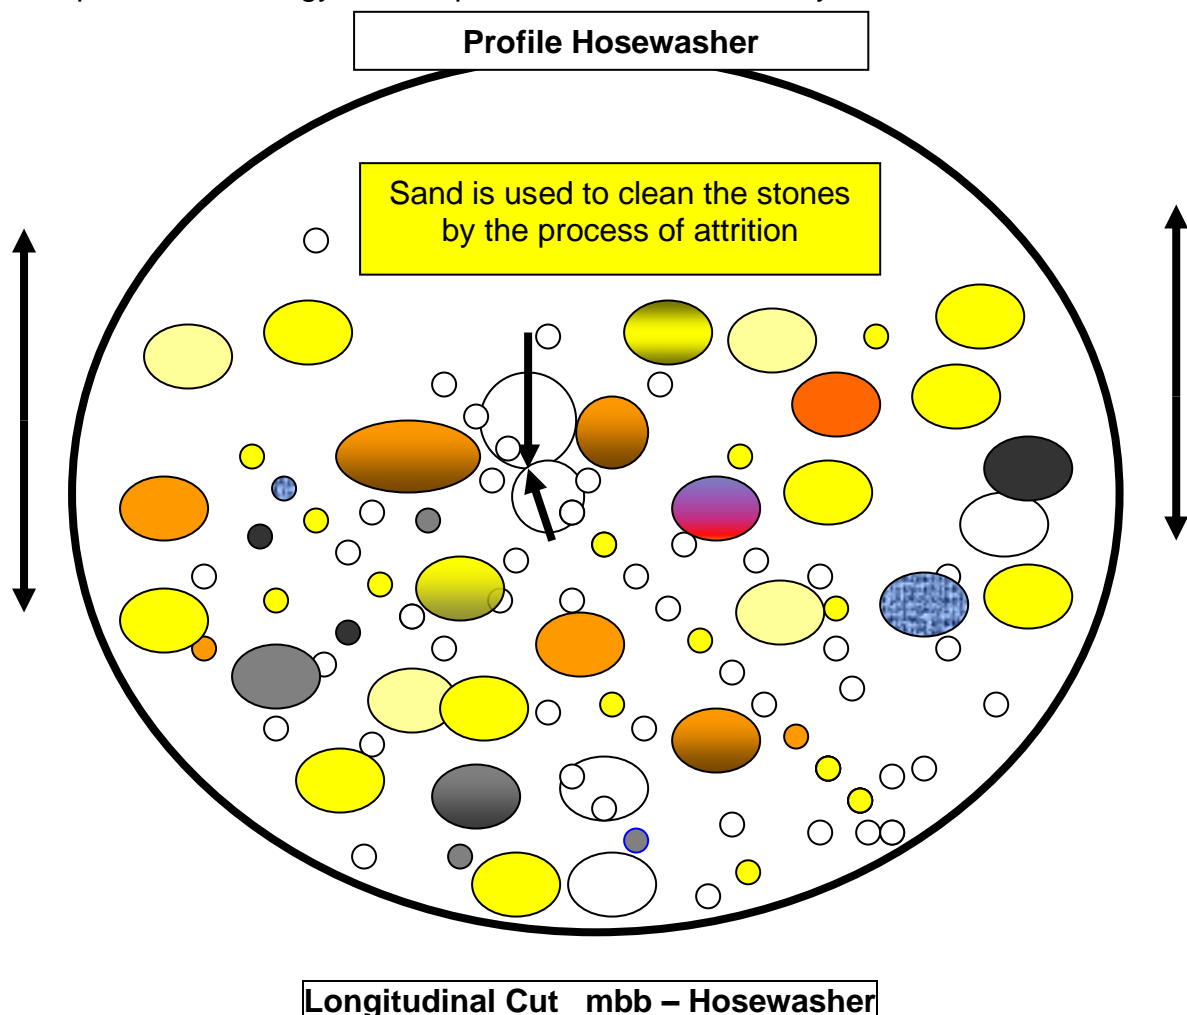 Profile Hosewasher
Sand is used to clean the stones
by the process of attrition
Longitudinal Cut mbb – Hosewasher